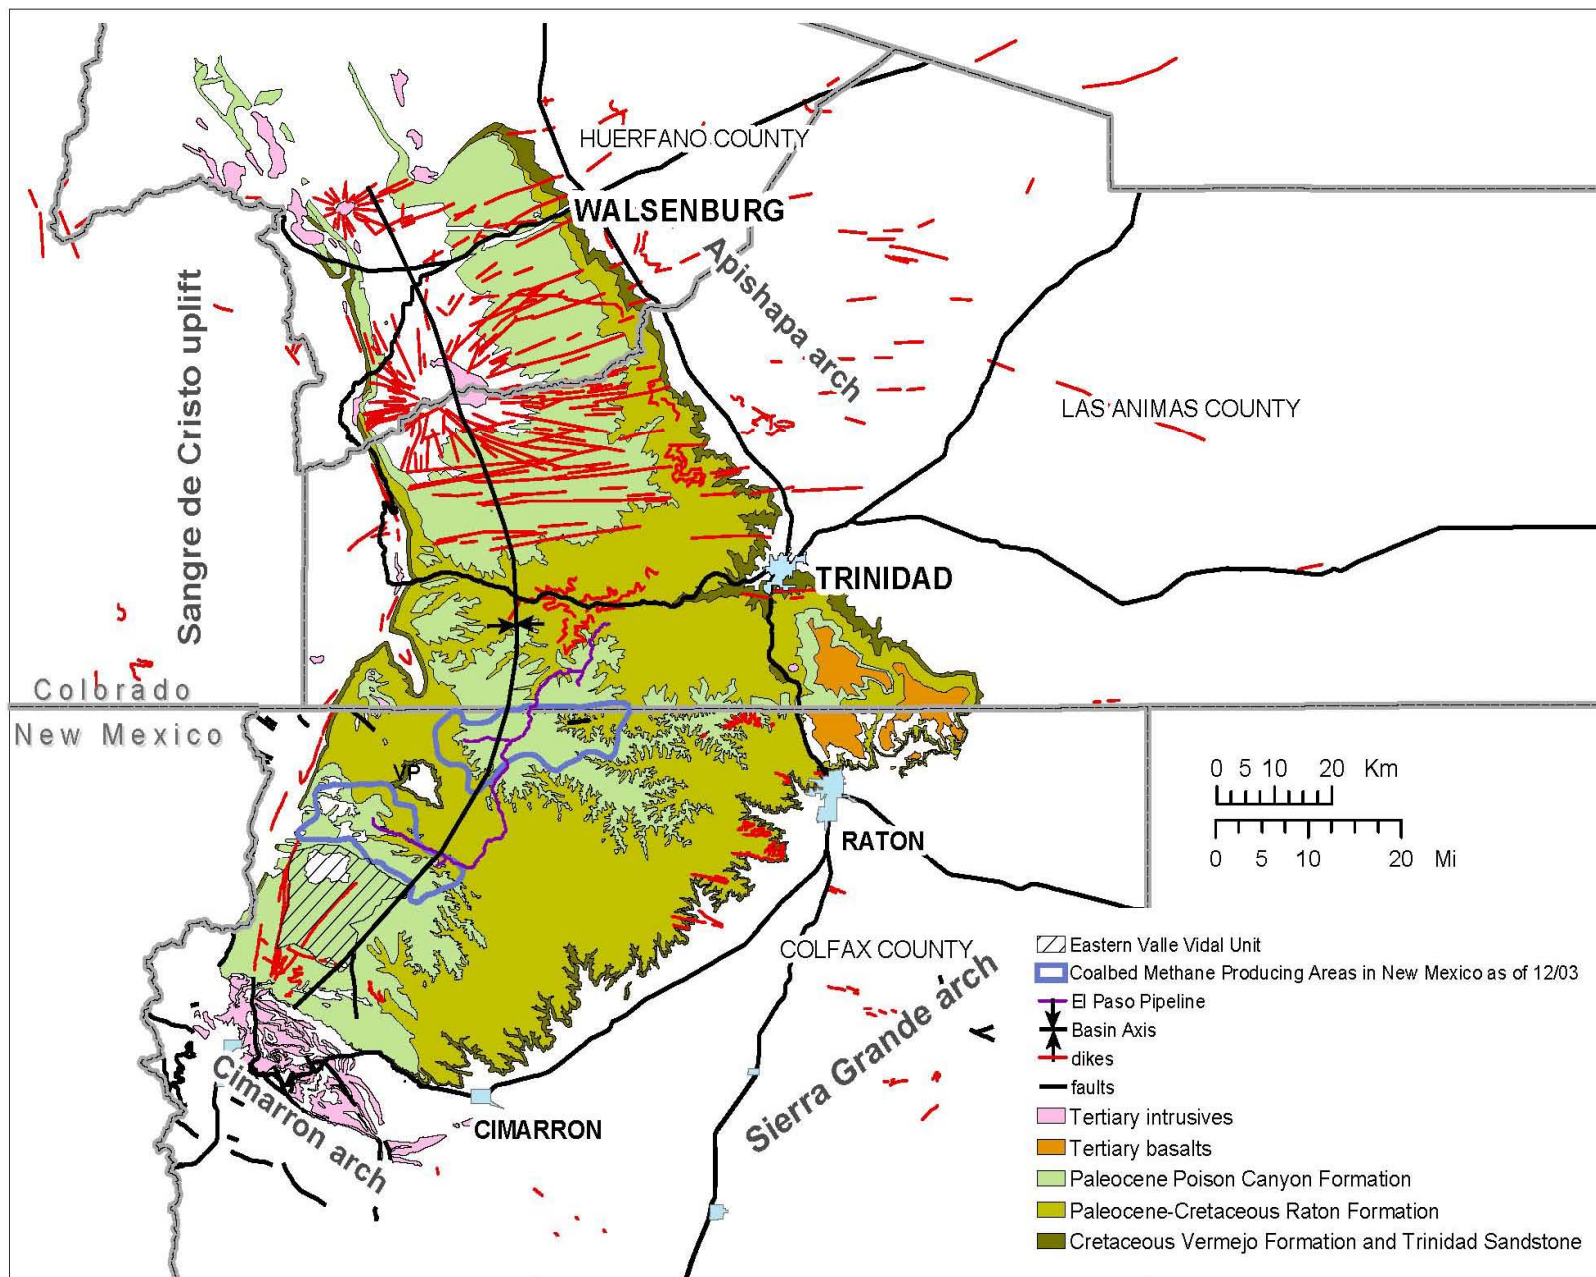 HUERFANO COUNTY
WALSENBURG
Apishapa arch
Sangre de Cristo uplift
LAS ANIMAS COUNTY
TRINIDAD
Colorado
New Mexico
VP
0 5 10 20 Km
0 5 10 20 Mi
RATON
COLFAX COUNTY
Sierra Grande arch
Cimarron arch
CIMARRON
Eastern Valle Vidal Unit
Coalbed Methane Producing Areas in New Mexico as of 12/03
El Paso Pipeline
Basin Axis
dikes
faults
Tertiary intrusives
Tertiary basalts
Paleocene Poison Canyon Formation
Paleocene-Cretaceous Raton Formation
Cretaceous Vermejo Formation and Trinidad Sandstone